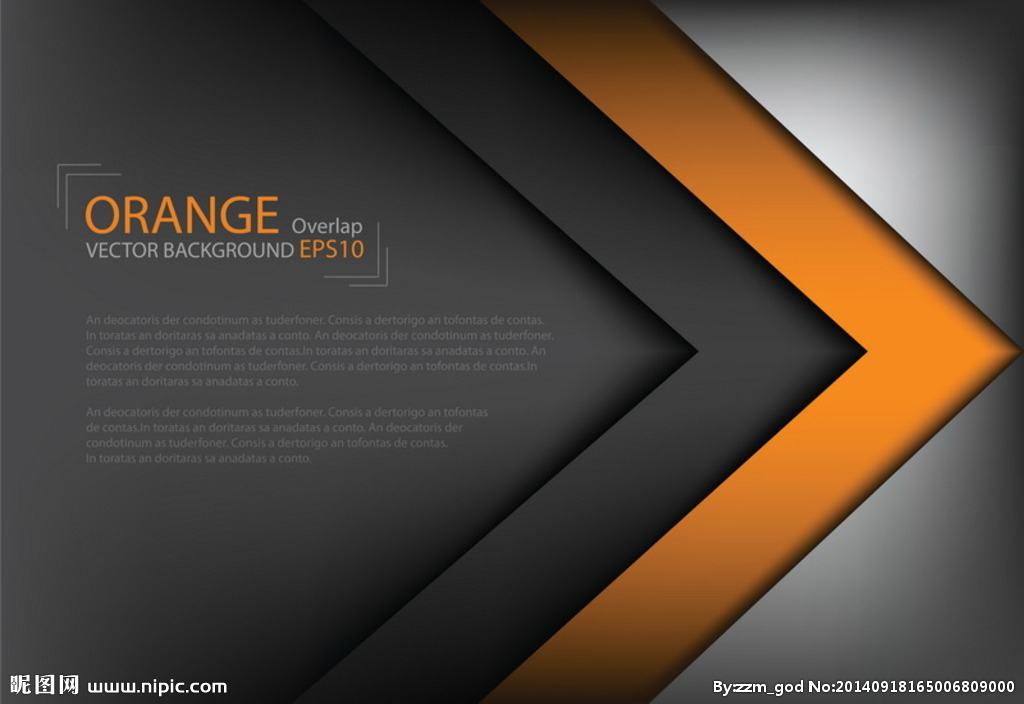 ORANGE Overlap
VECTOR BACKGROUND EPS10
An deocatoris der condotinum as tuderfoner. Consis a dertorigo an tofontas de contas.
In toratas an doritaras sa anadatas a conto. An deocatoris der condotinum as tuderfoner.
Consis a dertorigo an tofontas de contas.In toratas an doritaras sa anadatas a conto. An
deocatoris der condotinum as tuderfoner. Consis a dertorigo an tofontas de contas.In
toratas an doritaras sa anadatas a conto.
An deocatoris der condotinum as tuderfoner. Consis a dertorigo an tofontas
de contas.In toratas an doritaras sa anadatas a conto. An deocatoris der
condotinum as tuderfoner. Consis a dertorigo an tofontas de contas.
In toratas an doritaras sa anadatas a conto.
昵图网 www.nipic.com
By:zzm_god No:20140918165006809000